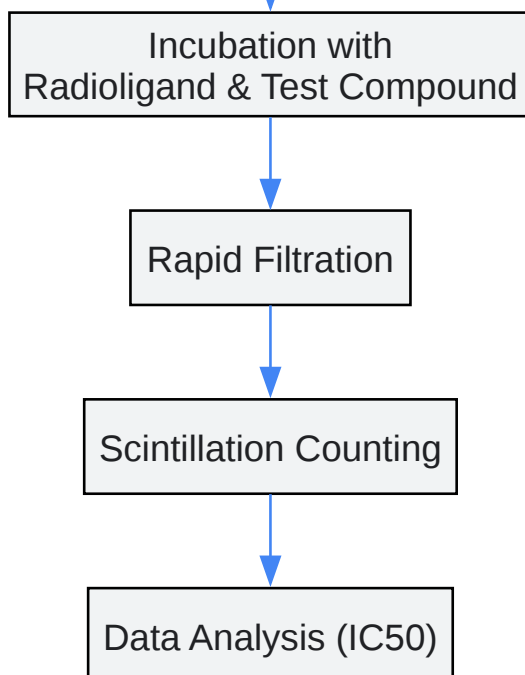 Incubation with
Radioligand & Test Compound
Rapid Filtration
Scintillation Counting
Data Analysis (IC50)